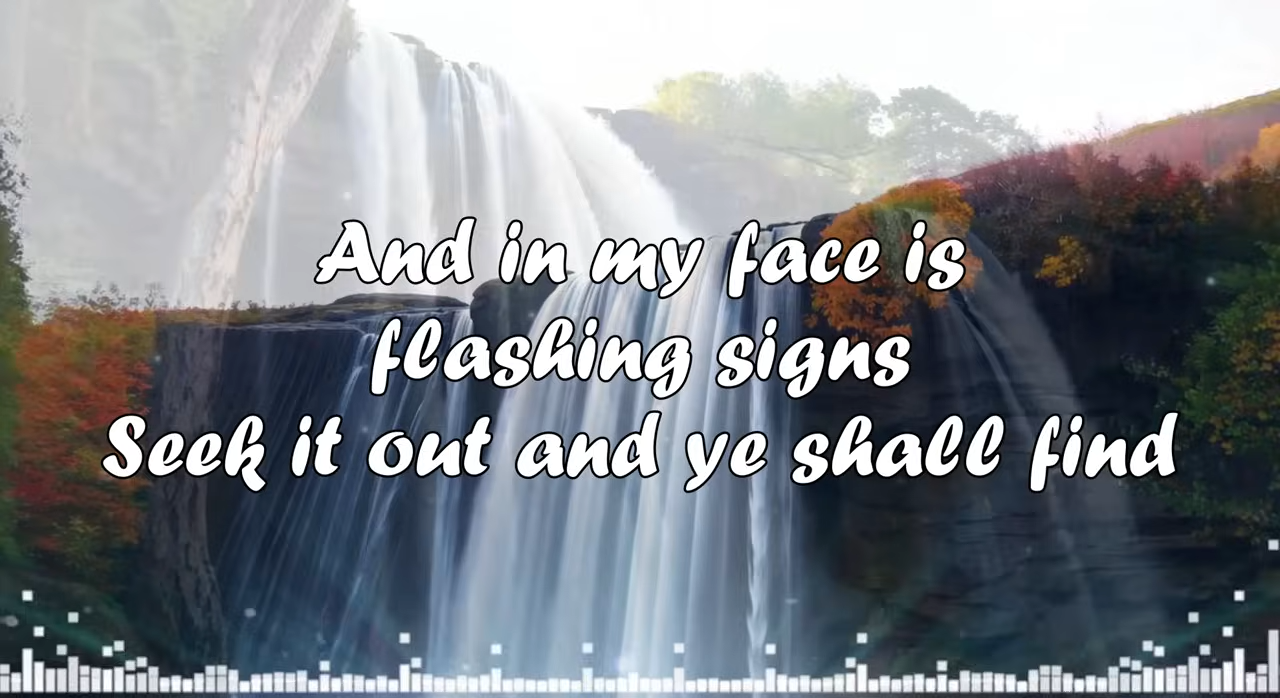 And in my face is
flashing signs
Seek it out and ye shall find